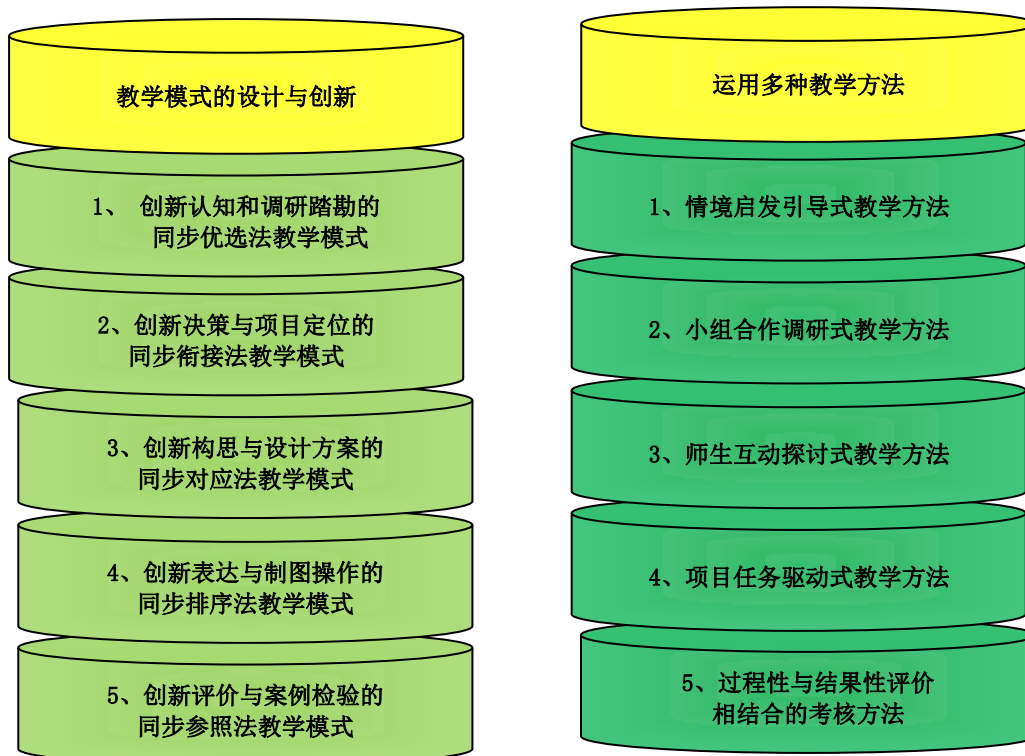 教学模式的设计与创新
1、 创新认知和调研踏勘的
同步优选法教学模式
2、创新决策与项目定位的
同步衔接法教学模式
3、创新构思与设计方案的
同步对应法教学模式
4、创新表达与制图操作的
同步排序法教学模式
5、创新评价与案例检验的
同步参照法教学模式
运用多种教学方法
1、情境启发引导式教学方法
2、小组合作调研式教学方法
3、师生互动探讨式教学方法
4、项目任务驱动式教学方法
5、过程性与结果性评价
相结合的考核方法